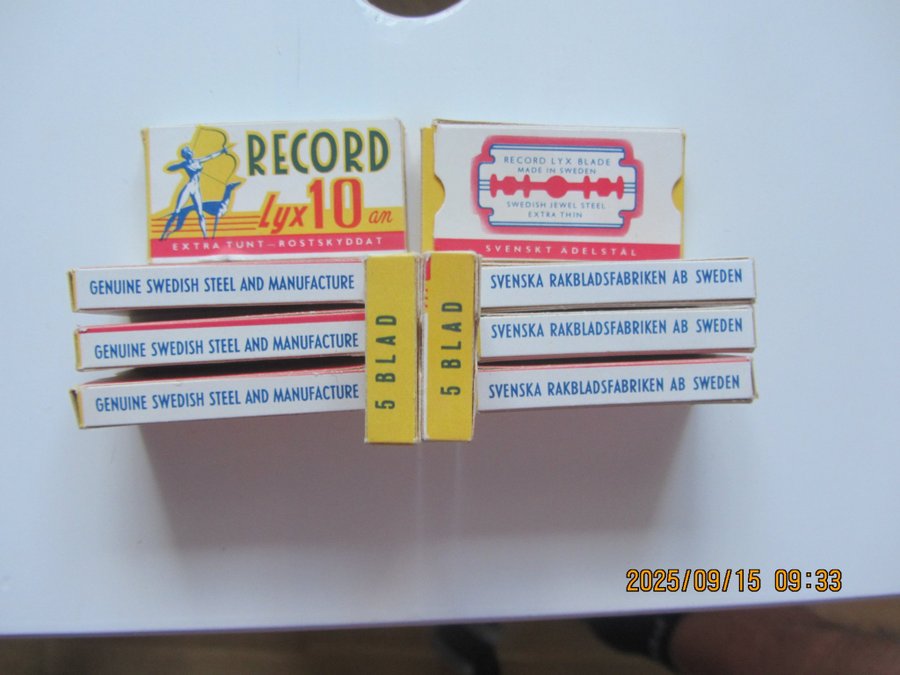 RECORD
Lyx 10 an
EXTRA TUNT — ROSTSKYDDAT
RECORD LYX BLADE
MADE IN SWEDEN
SWEDISH JEWEL STEEL
EXTRA THIN
SVENSKT ÄDELSTÅL
GENUINE SWEDISH STEEL AND MANUFACTURE
GENUINE SWEDISH STEEL AND MANUFACTURE
GENUINE SWEDISH STEEL AND MANUFACTURE
5 BLAD
5 BLAD
SVENSKA RAKBLADSFABRIKEN AB SWEDEN
SVENSKA RAKBLADSFABRIKEN AB SWEDEN
SVENSKA RAKBLADSFABRIKEN AB SWEDEN
2025/09/15 09:33